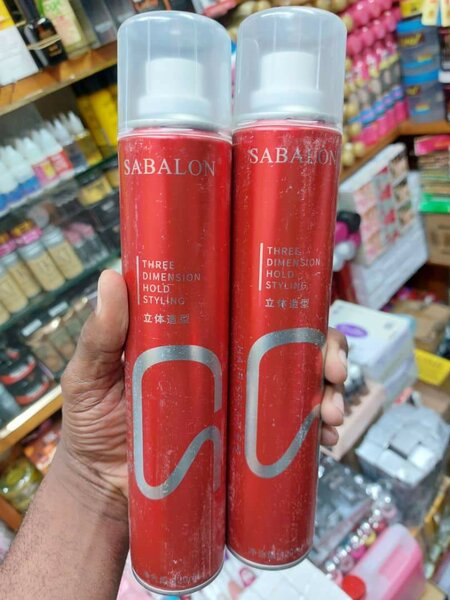 SABALON
THREE
DIMENSION
HOLD
STYLING
立体造型
SABALON
THREE
DIMENSION
HOLD
STYLING
立体造型